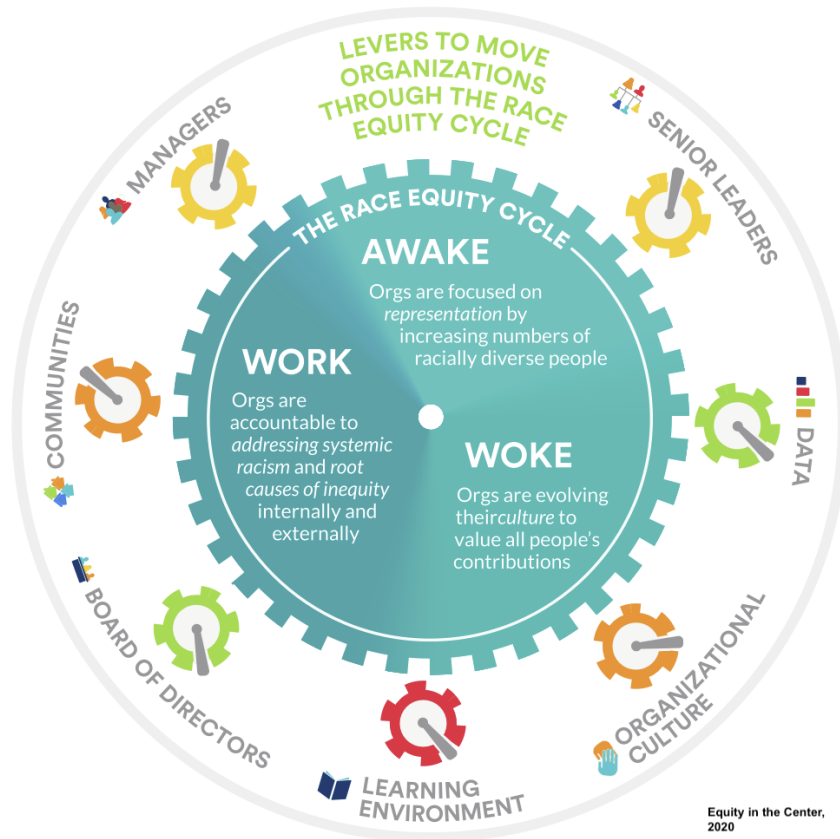 LEVERS TO MOVE
ORGANIZATIONS
THROUGH THE RACE
EQUITY CYCLE
MANAGERS
SENIOR LEADERS
COMMUNITIES
DATA
BOARD OF DIRECTORS
ORGANIZATIONAL
CULTURE
LEARNING
ENVIRONMENT
THE RACE EQUITY CYCLE
AWAKE
Orgs are focused on
representation by
increasing numbers of
racially diverse people
WOKE
Orgs are evolving
theirculture to
value all people's
contributions
WORK
Orgs are
accountable to
addressing systemic
racism and root
causes of inequity
internally and
externally
Equity in the Center,
2020